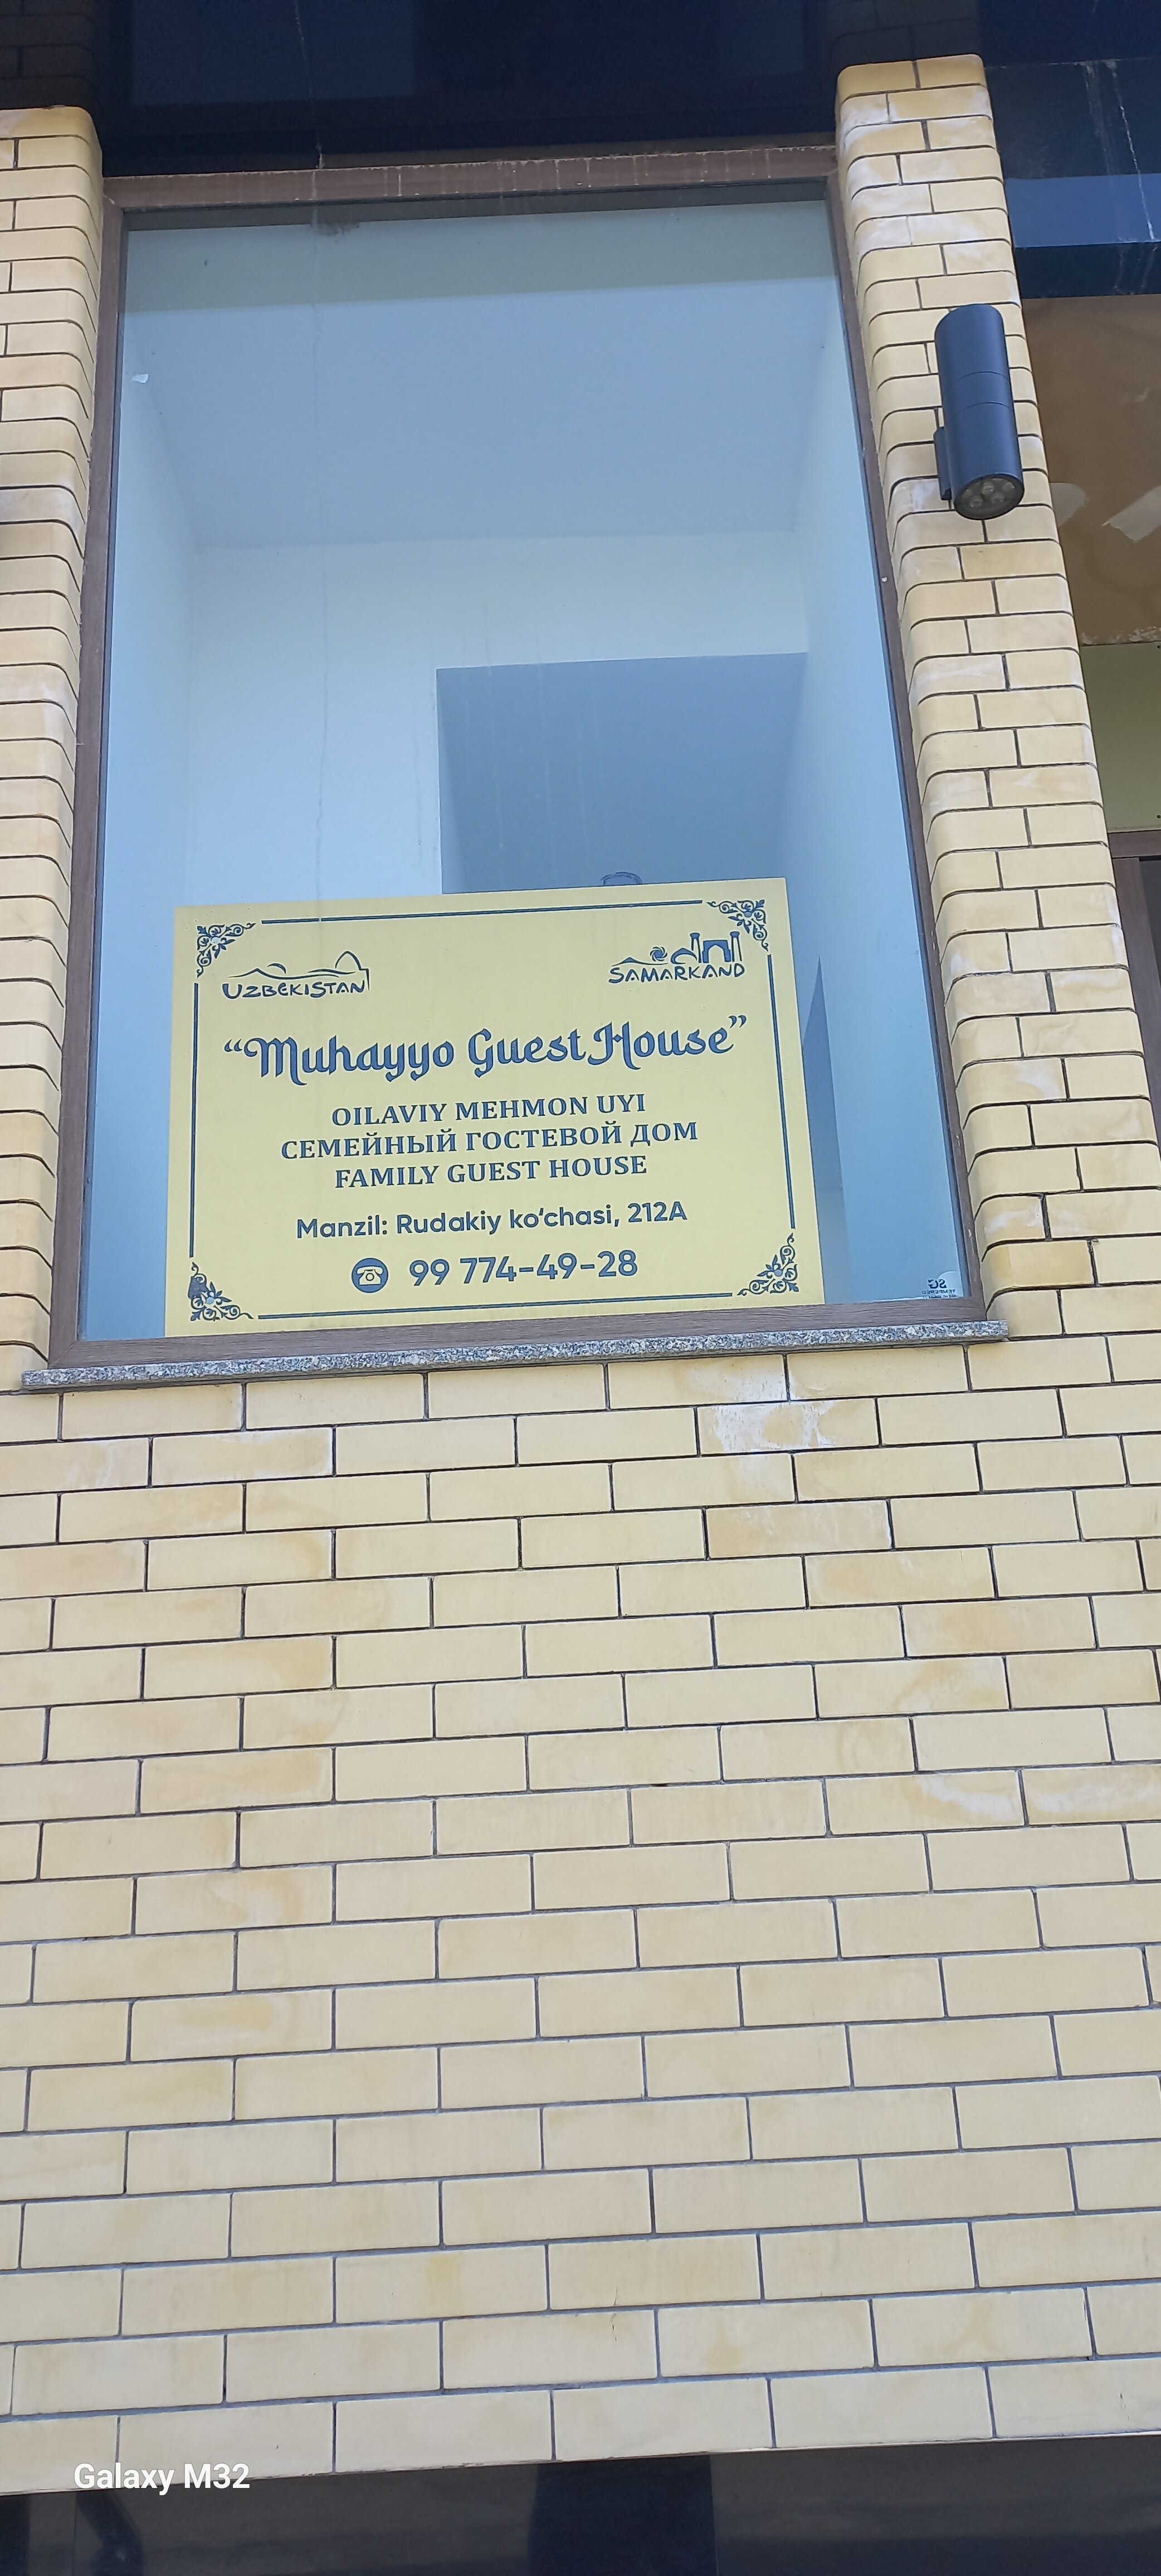 UZBEKISTAN
SAMARKAND
“Muhayyo Guest House”
OILAVIY MEHMON UYI
СЕМЕЙНЫЙ ГОСТЕВОЙ ДОМ
FAMILY GUEST HOUSE
Manzil: Rudakiy ko‘chasi, 212A
99 774-49-28
SG
Galaxy M32